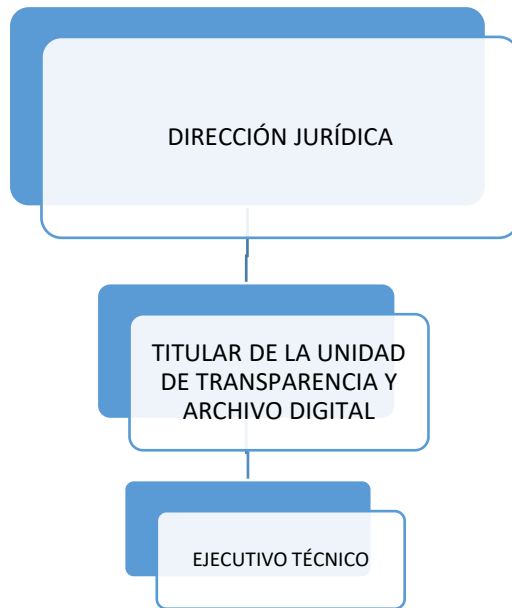 DIRECCIÓN JURÍDICA
TITULAR DE LA UNIDAD
DE TRANSPARENCIA Y
ARCHIVO DIGITAL
EJECUTIVO TÉCNICO